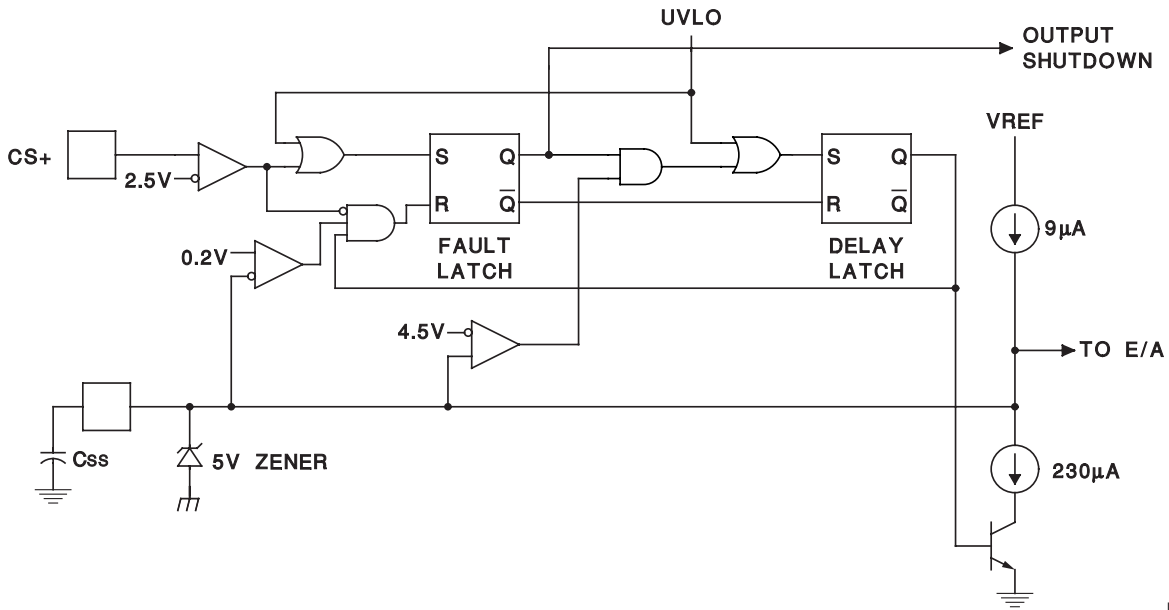 UVLO
OUTPUT
SHUTDOWN
VREF
CS+
2.5V
S
Q
R
Q̅
FAULT
LATCH
S
Q
R
Q̅
DELAY
LATCH
9µA
0.2V
4.5V
TO E/A
Css
5V ZENER
230µA